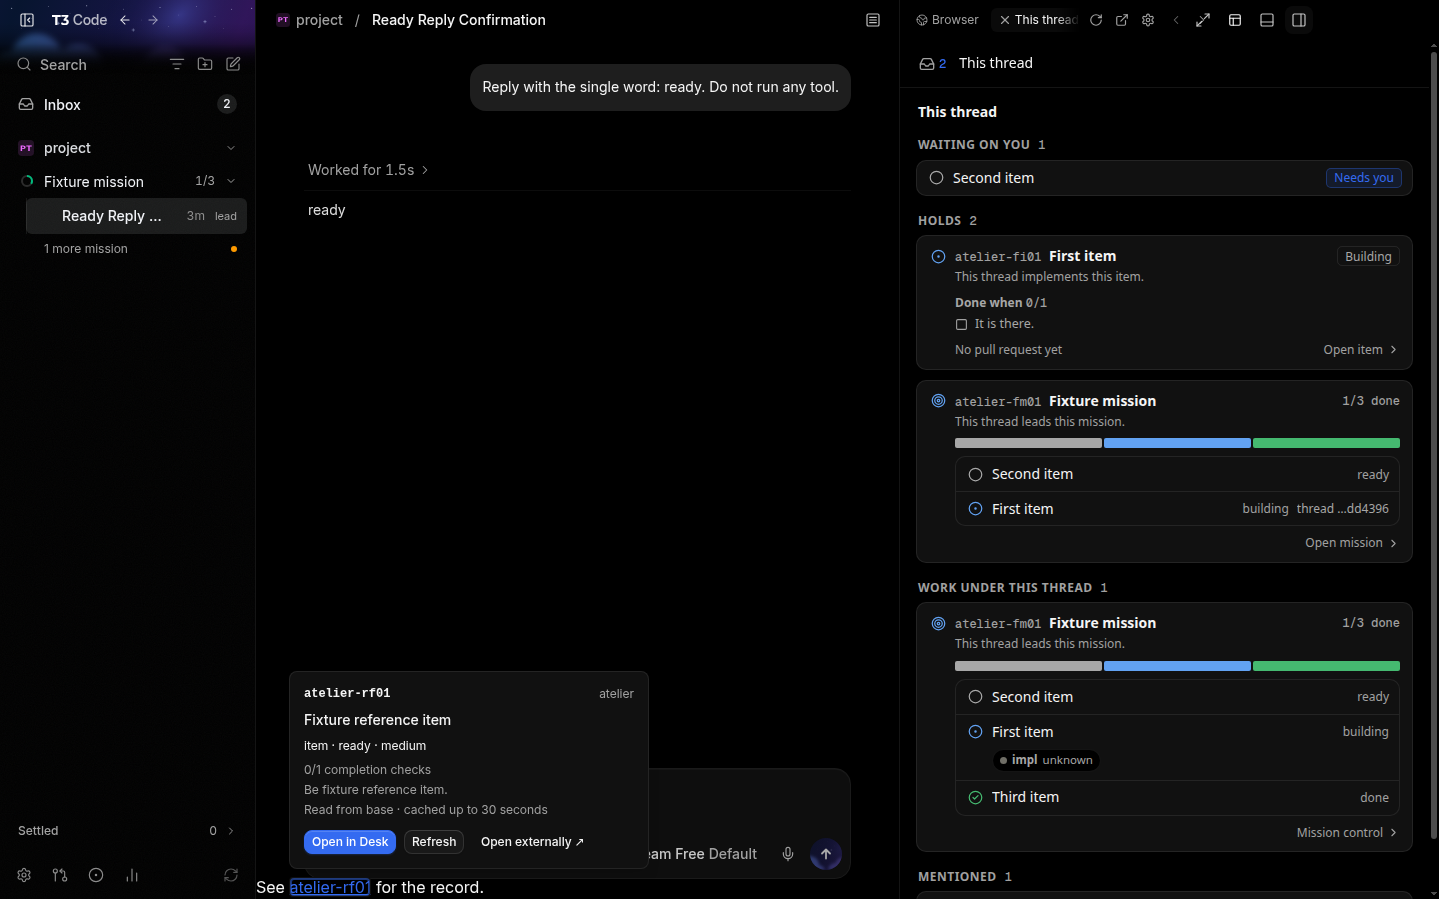 T3 Code
Search
Inbox 2
PT project
Fixture mission 1/3
Ready Reply ... 3m lead
1 more mission
Settled 0
PT project / Ready Reply Confirmation
Reply with the single word: ready. Do not run any tool.
Worked for 1.5s
ready
atelier-rf01 atelier
Fixture reference item
item · ready · medium
0/1 completion checks
Be fixture reference item.
Read from base · cached up to 30 seconds
Open in Desk Refresh Open externally ↗
Free Default
See atelier-rf01 for the record.
Browser This thread
2 This thread
This thread
WAITING ON YOU 1
Second item Needs you
HOLDS 2
atelier-fi01 First item Building
This thread implements this item.
Done when 0/1
It is there.
No pull request yet Open item
atelier-fm01 Fixture mission 1/3 done
This thread leads this mission.
Second item ready
First item building thread …dd4396
Open mission
WORK UNDER THIS THREAD 1
atelier-fm01 Fixture mission 1/3 done
This thread leads this mission.
Second item ready
First item building
impl unknown
Third item done
Mission control
MENTIONED 1